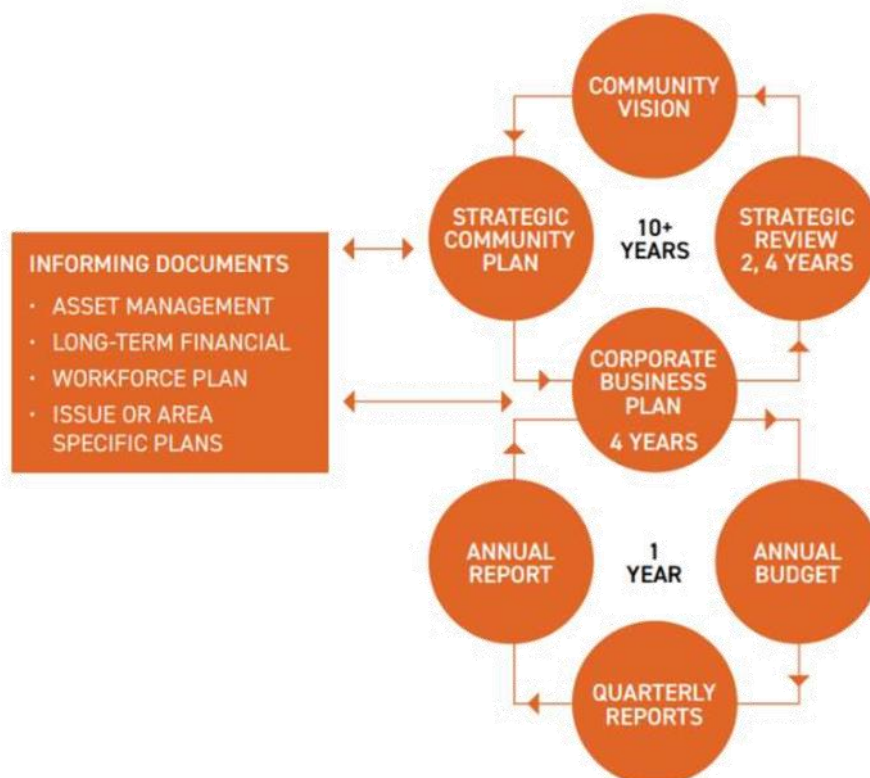 COMMUNITY
VISION
STRATEGIC
COMMUNITY
PLAN
10+
YEARS
STRATEGIC
REVIEW
2, 4 YEARS
INFORMING DOCUMENTS
· ASSET MANAGEMENT
· LONG-TERM FINANCIAL
· WORKFORCE PLAN
· ISSUE OR AREA
SPECIFIC PLANS
CORPORATE
BUSINESS
PLAN
4 YEARS
ANNUAL
REPORT
1
YEAR
ANNUAL
BUDGET
QUARTERLY
REPORTS